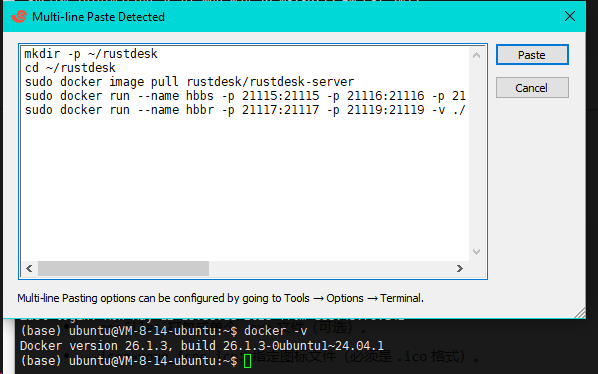 Multi-line Paste Detected
mkdir -p ~/rustdesk
cd ~/rustdesk
sudo docker image pull rustdesk/rustdesk-server
sudo docker run --name hbbs -p 21115:21115 -p 21116:21116 -p 21
sudo docker run --name hbbr -p 21117:21117 -p 21119:21119 -v ./
Paste
Cancel
Multi-line Pasting options can be configured by going to Tools → Options → Terminal.
(base) ubuntu@VM-8-14-ubuntu:~$ docker -v
文件（可选）。
Docker version 26.1.3, build 26.1.3-0ubuntu1~24.04.1
(base) ubuntu@VM-8-14-ubuntu:~$
指定图标文件（必须是 .ico 格式）。